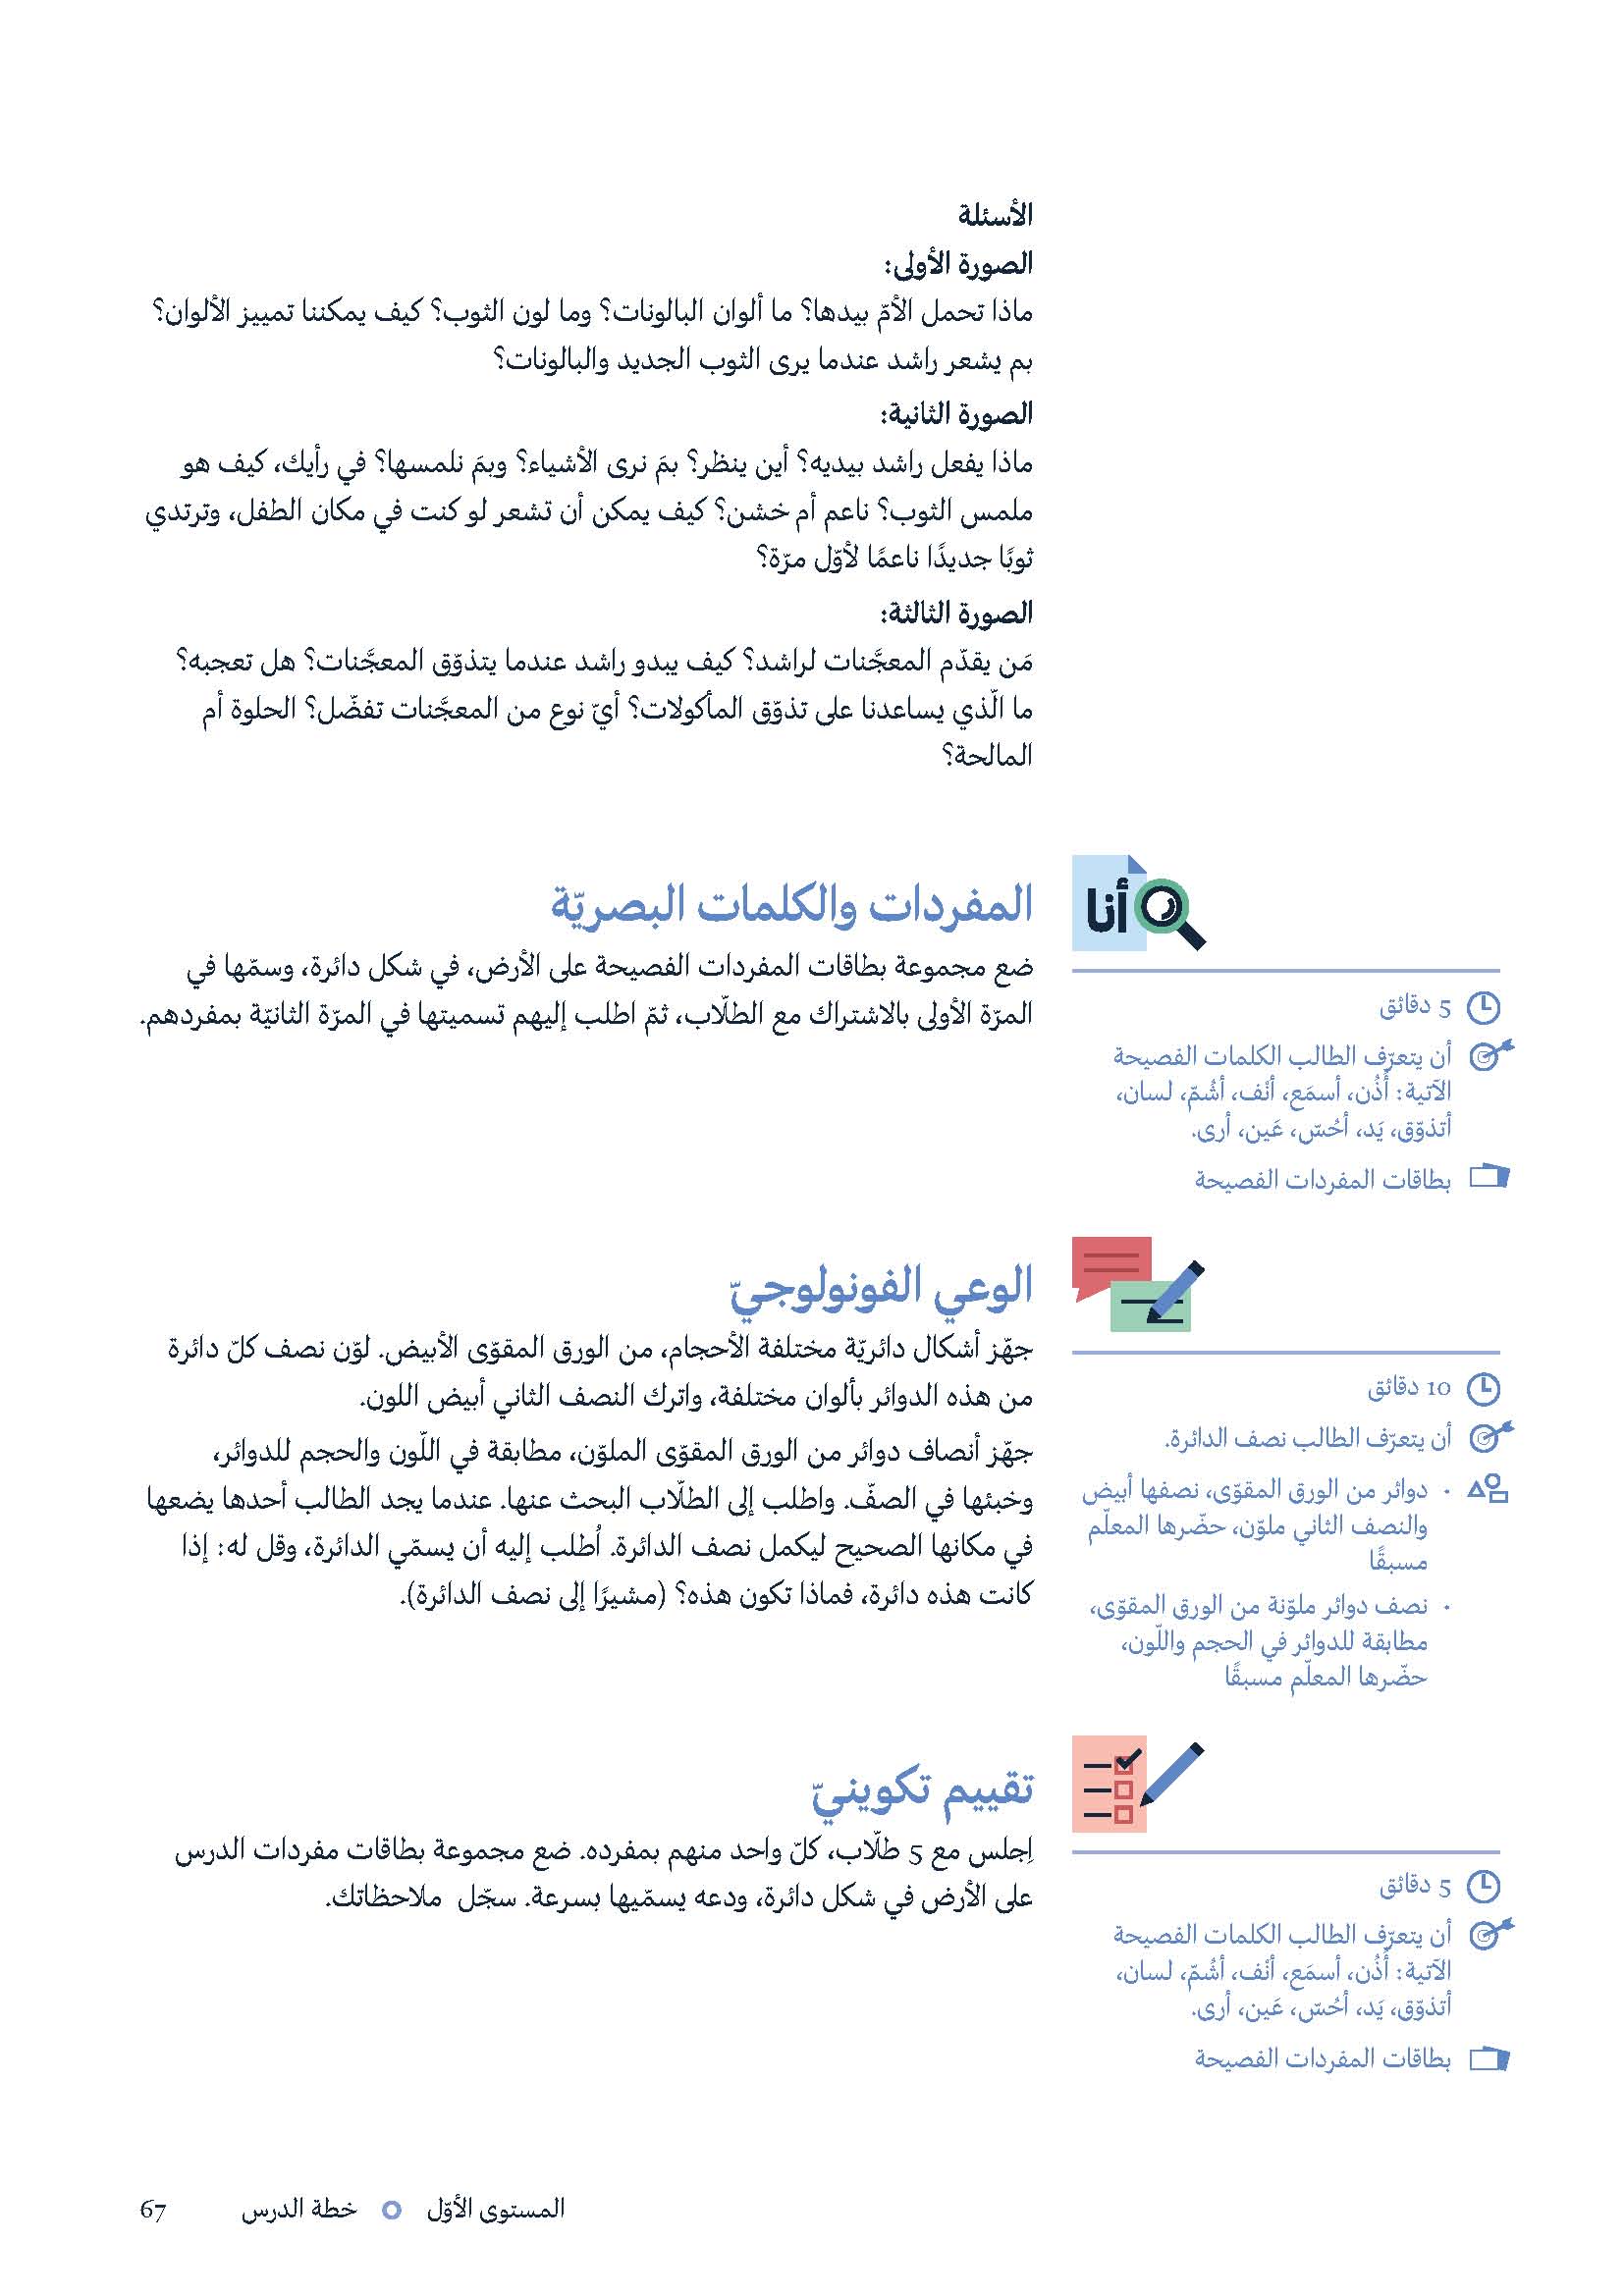 الأسئلة
الصورة الأولى:
ماذا تحمل الأمّ بيدها؟ ما ألوان البالونات؟ وما لون الثوب؟ كيف يمكننا تمييز الألوان؟
بم يشعر راشد عندما يرى الثوب الجديد والبالونات؟
الصورة الثانية:
ماذا يفعل راشد بيديه؟ أين ينظر؟ بمَ نرى الأشياء؟ وبمَ نلمسها؟ في رأيك، كيف هو
ملمس الثوب؟ ناعم أم خشن؟ كيف يمكن أن تشعر لو كنت في مكان الطفل، وترتدي
ثوبًا جديدًا ناعمًا لأوّل مرّة؟
الصورة الثالثة:
مَن يقدّم المعجَّنات لراشد؟ كيف يبدو راشد عندما يتذوّق المعجَّنات؟ هل تعجبه؟
ما الّذي يساعدنا على تذوّق المأكولات؟ أيّ نوع من المعجَّنات تفضّل؟ الحلوة أم
المالحة؟
أنا
المفردات والكلمات البصريّة
ضع مجموعة بطاقات المفردات الفصيحة على الأرض، في شكل دائرة، وسمّها في
المرّة الأولى بالاشتراك مع الطلّاب، ثمّ اطلب إليهم تسميتها في المرّة الثانيّة بمفردهم.
5 دقائق
أن يتعرّف الطالب الكلمات الفصيحة
الآتية: أُذُن، أسمَع، أنْف، أشُمّ، لسان،
أتذوّق، يَد، أحُسّ، عَين، أرى.
بطاقات المفردات الفصيحة
الوعي الفونولوجيّ
جهّز أشكال دائريّة مختلفة الأحجام، من الورق المقوّى الأبيض. لوّن نصف كلّ دائرة
من هذه الدوائر بألوان مختلفة، واترك النصف الثاني أبيض اللون.
جهّز أنصاف دوائر من الورق المقوّى الملوّن، مطابقة في اللّون والحجم للدوائر،
وخبئها في الصفّ. واطلب إلى الطلّاب البحث عنها. عندما يجد الطالب أحدها يضعها
في مكانها الصحيح ليكمل نصف الدائرة. اُطلب إليه أن يسمّي الدائرة، وقل له: إذا
كانت هذه دائرة، فماذا تكون هذه؟ (مشيرًا إلى نصف الدائرة).
10 دقائق
أن يتعرّف الطالب نصف الدائرة.
· دوائر من الورق المقوّى، نصفها أبيض
والنصف الثاني ملوّن، حضّرها المعلّم
مسبقًا
· نصف دوائر ملوّنة من الورق المقوّى،
مطابقة للدوائر في الحجم واللّون،
حضّرها المعلّم مسبقًا
تقييم تكوينيّ
اِجلس مع 5 طلّاب، كلّ واحد منهم بمفرده. ضع مجموعة بطاقات مفردات الدرس
على الأرض في شكل دائرة، ودعه يسمّيها بسرعة. سجّل ملاحظاتك.
5 دقائق
أن يتعرّف الطالب الكلمات الفصيحة
الآتية: أُذُن، أسمَع، أنْف، أشُمّ، لسان،
أتذوّق، يَد، أحُسّ، عَين، أرى.
بطاقات المفردات الفصيحة
المستوى الأوّل خطة الدرس 67